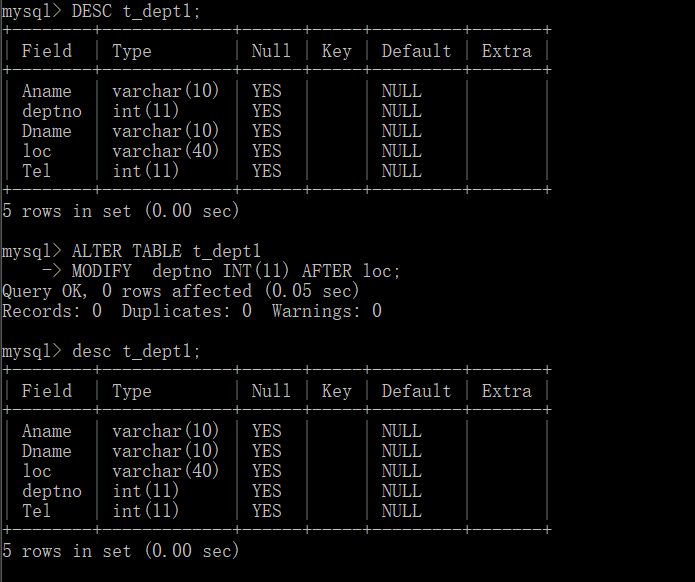 mysql> DESC t_dept1;
+--------+-------------+------+-----+---------+-------+
| Field  | Type        | Null | Key | Default | Extra |
+--------+-------------+------+-----+---------+-------+
| Aname  | varchar(10) | YES  |     | NULL    |       |
| deptno | int(11)     | YES  |     | NULL    |       |
| Dname  | varchar(10) | YES  |     | NULL    |       |
| loc    | varchar(40) | YES  |     | NULL    |       |
| Tel    | int(11)     | YES  |     | NULL    |       |
+--------+-------------+------+-----+---------+-------+
5 rows in set (0.00 sec)

mysql> ALTER TABLE t_dept1
    -> MODIFY  deptno INT(11) AFTER loc;
Query OK, 0 rows affected (0.05 sec)
Records: 0  Duplicates: 0  Warnings: 0

mysql> desc t_dept1;
+--------+-------------+------+-----+---------+-------+
| Field  | Type        | Null | Key | Default | Extra |
+--------+-------------+------+-----+---------+-------+
| Aname  | varchar(10) | YES  |     | NULL    |       |
| Dname  | varchar(10) | YES  |     | NULL    |       |
| loc    | varchar(40) | YES  |     | NULL    |       |
| deptno | int(11)     | YES  |     | NULL    |       |
| Tel    | int(11)     | YES  |     | NULL    |       |
+--------+-------------+------+-----+---------+-------+
5 rows in set (0.00 sec)